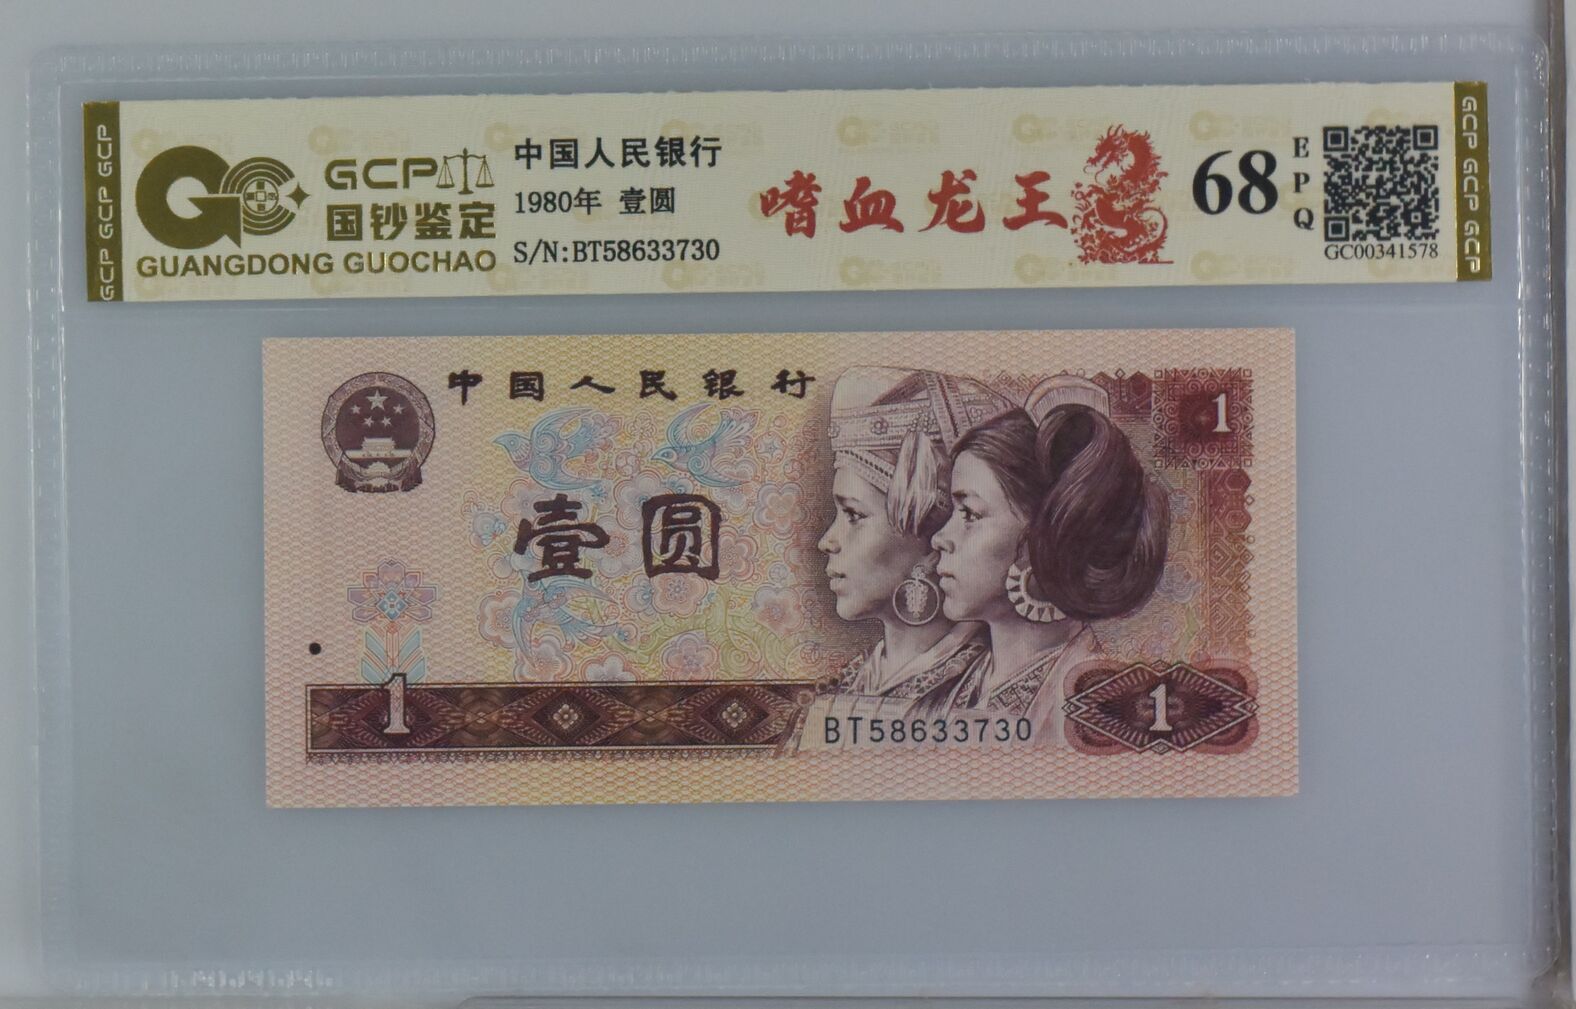 GCP GCP GCP
GCP
国钞鉴定
GUANGDONG GUOCHAO
中国人民银行
1980年 壹圆
S/N:BT58633730
嗜血龙王
68
EPQ
GC00341578
GCP GCP GCP
中国人民银行
1
壹圆
1
BT58633730
1